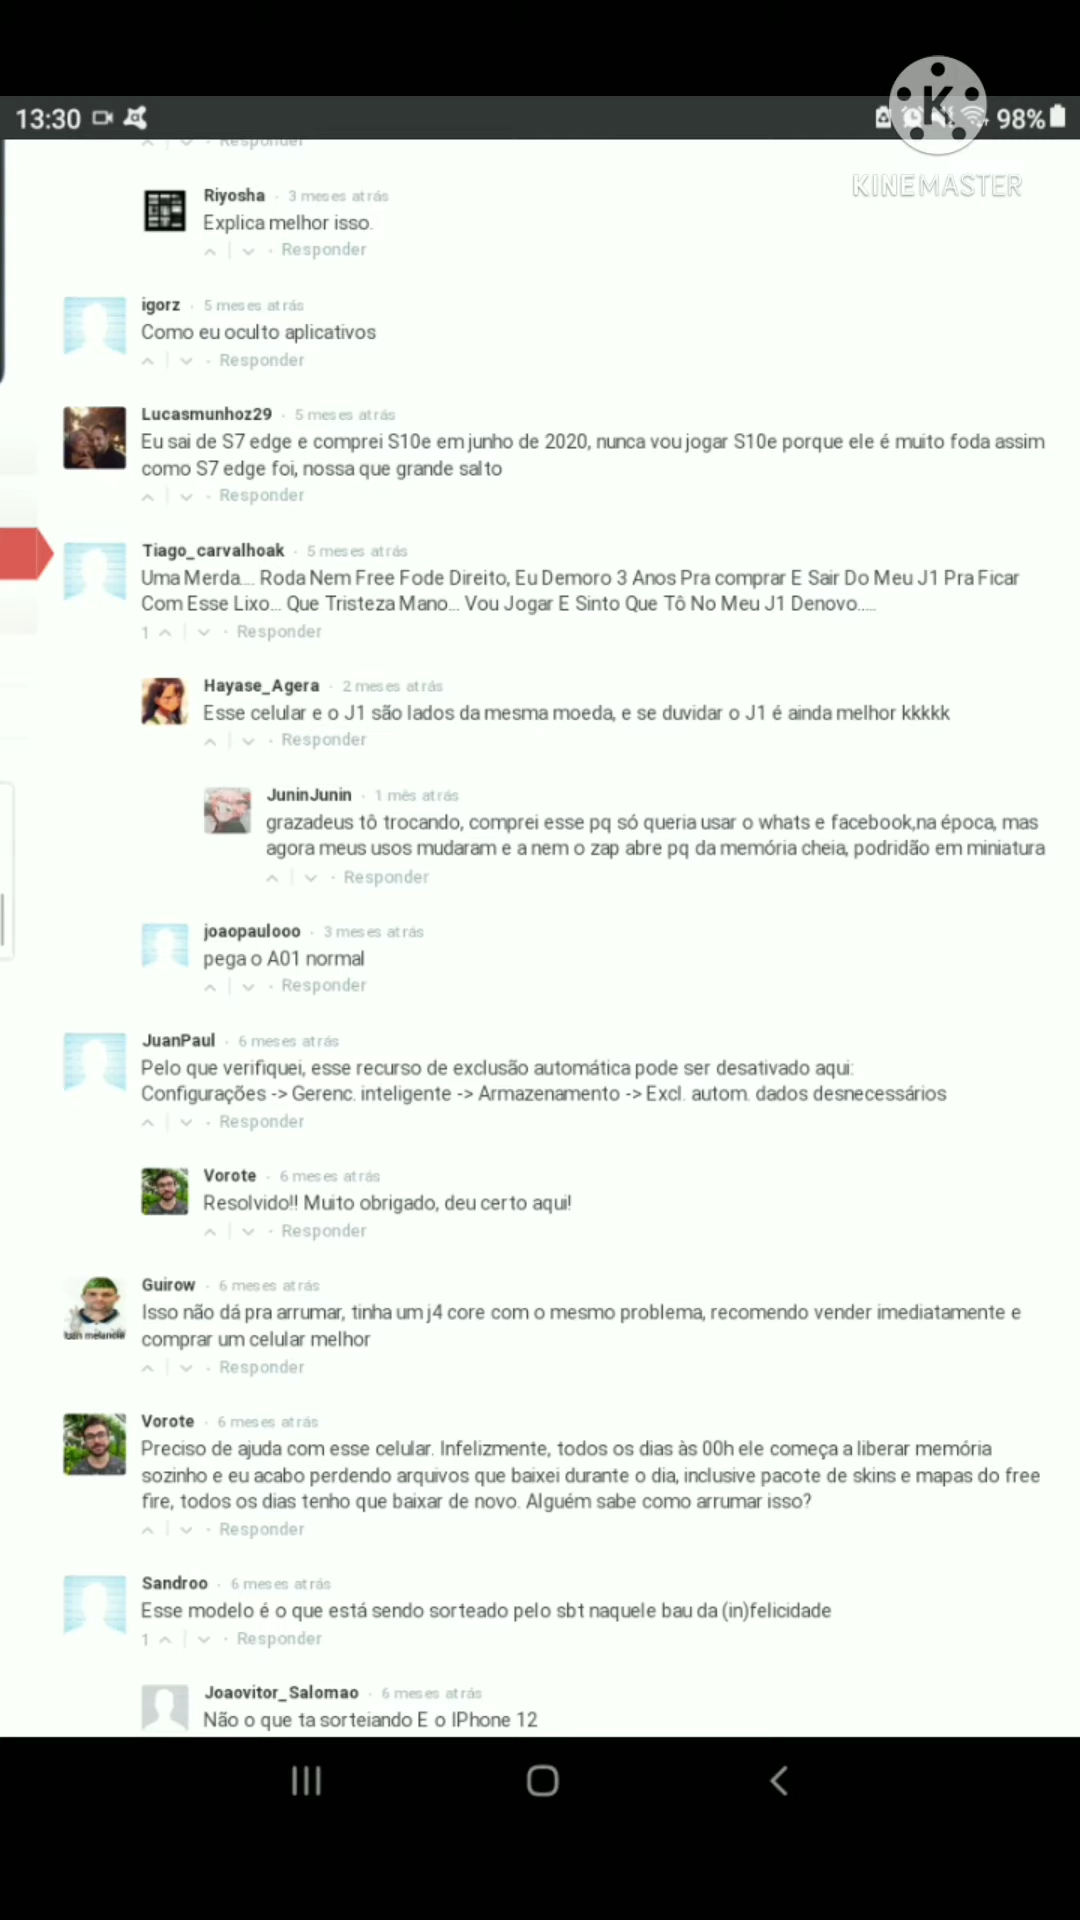 13:30
98%
KINEMASTER
Responder
Riyosha · 3 meses atrás
Explica melhor isso.
Responder
igorz · 5 meses atrás
Como eu oculto aplicativos
Responder
Lucasmunhoz29 · 5 meses atrás
Eu sai de S7 edge e comprei S10e em junho de 2020, nunca vou jogar S10e porque ele é muito foda assim
como S7 edge foi, nossa que grande salto
Responder
Tiago_carvalhoak · 5 meses atrás
Uma Merda.... Roda Nem Free Fode Direito, Eu Demoro 3 Anos Pra comprar E Sair Do Meu J1 Pra Ficar
Com Esse Lixo... Que Tristeza Mano... Vou Jogar E Sinto Que Tô No Meu J1 Denovo.....
1 · Responder
Hayase_Agera · 2 meses atrás
Esse celular e o J1 são lados da mesma moeda, e se duvidar o J1 é ainda melhor kkkkk
Responder
JuninJunin · 1 mês atrás
grazadeus tô trocando, comprei esse pq só queria usar o whats e facebook,na época, mas
agora meus usos mudaram e a nem o zap abre pq da memória cheia, podridão em miniatura
Responder
joaopaulooo · 3 meses atrás
pega o A01 normal
Responder
JuanPaul · 6 meses atrás
Pelo que verifiquei, esse recurso de exclusão automática pode ser desativado aqui:
Configurações -> Gerenc. inteligente -> Armazenamento -> Excl. autom. dados desnecessários
Responder
Vorote · 6 meses atrás
Resolvido!! Muito obrigado, deu certo aqui!
Responder
Guirow · 6 meses atrás
Isso não dá pra arrumar, tinha um j4 core com o mesmo problema, recomendo vender imediatamente e
comprar um celular melhor
Responder
Vorote · 6 meses atrás
Preciso de ajuda com esse celular. Infelizmente, todos os dias às 00h ele começa a liberar memória
sozinho e eu acabo perdendo arquivos que baixei durante o dia, inclusive pacote de skins e mapas do free
fire, todos os dias tenho que baixar de novo. Alguém sabe como arrumar isso?
Responder
Sandroo · 6 meses atrás
Esse modelo é o que está sendo sorteado pelo sbt naquele bau da (in)felicidade
1 · Responder
Joaovitor_Salomao · 6 meses atrás
Não o que ta sorteiando E o IPhone 12